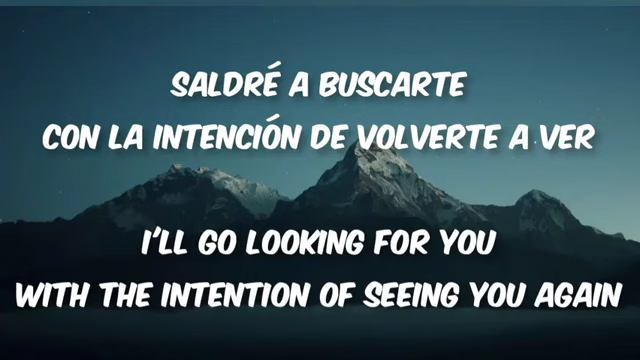 SALDRÉ A BUSCARTE
CON LA INTENCIÓN DE VOLVERTE A VER
I'LL GO LOOKING FOR YOU
WITH THE INTENTION OF SEEING YOU AGAIN